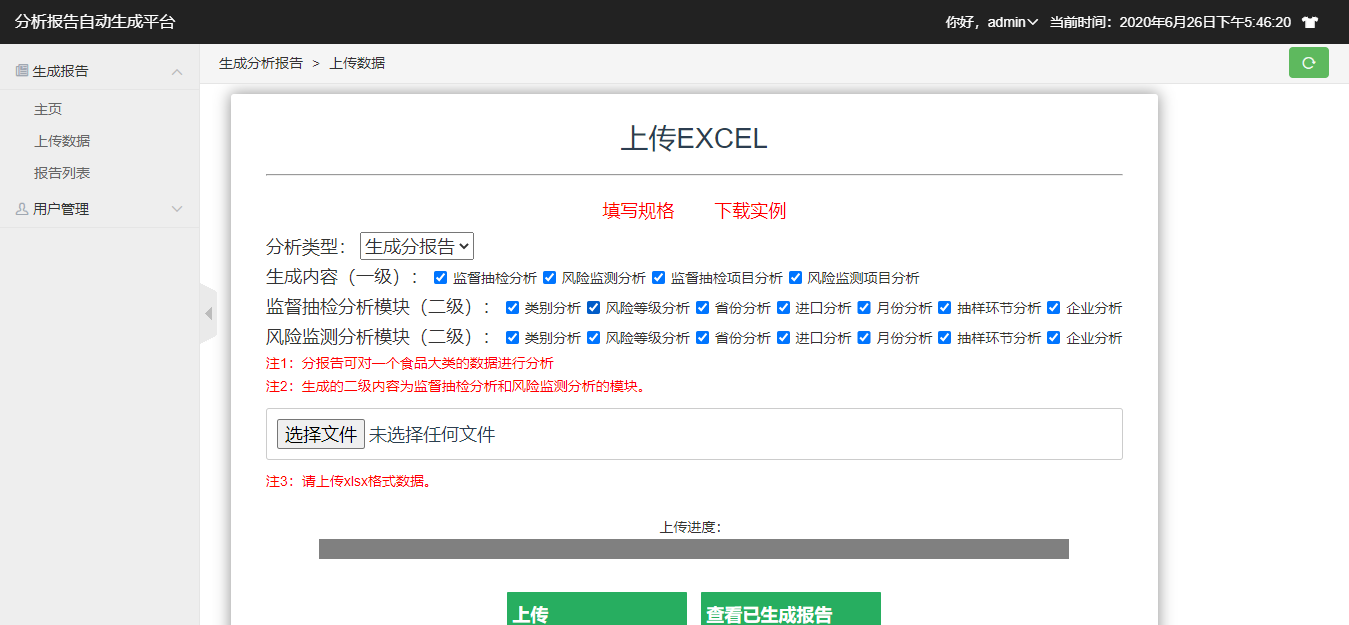 分析报告自动生成平台
你好，admin 当前时间：2020年6月26日下午5:46:20
生成报告
主页
上传数据
报告列表
用户管理
生成分析报告 > 上传数据
上传EXCEL
填写规格 下载实例
分析类型： 生成分报告
生成内容（一级）： 监督抽检分析 风险监测分析 监督抽检项目分析 风险监测项目分析
监督抽检分析模块（二级）： 类别分析 风险等级分析 省份分析 进口分析 月份分析 抽样环节分析 企业分析
风险监测分析模块（二级）： 类别分析 风险等级分析 省份分析 进口分析 月份分析 抽样环节分析 企业分析
注1：分报告可对一个食品大类的数据进行分析
注2：生成的二级内容为监督抽检分析和风险监测分析的模块。
选择文件 未选择任何文件
注3：请上传xlsx格式数据。
上传进度：
上传 查看已生成报告